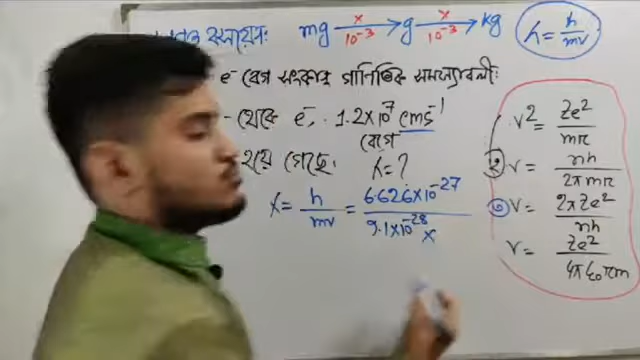 রসায়ন: mg × / 10⁻³ → g × / 10⁻³ → kg
λ = h / mv
e⁻ বেগ সংক্রান্ত গাণিতিক সমস্যাবলী:
- থেকে e⁻, 1.2×10⁷ cms⁻¹
বেগে
হয়ে গেছে. λ = ?
λ = h / mv = 6.626×10⁻²⁷ / 9.1×10⁻²⁸ ×
v² = Ze² / mr
v = nh / 2πmr
v = 2πZe² / nh
v = Ze² / 4πε₀rm